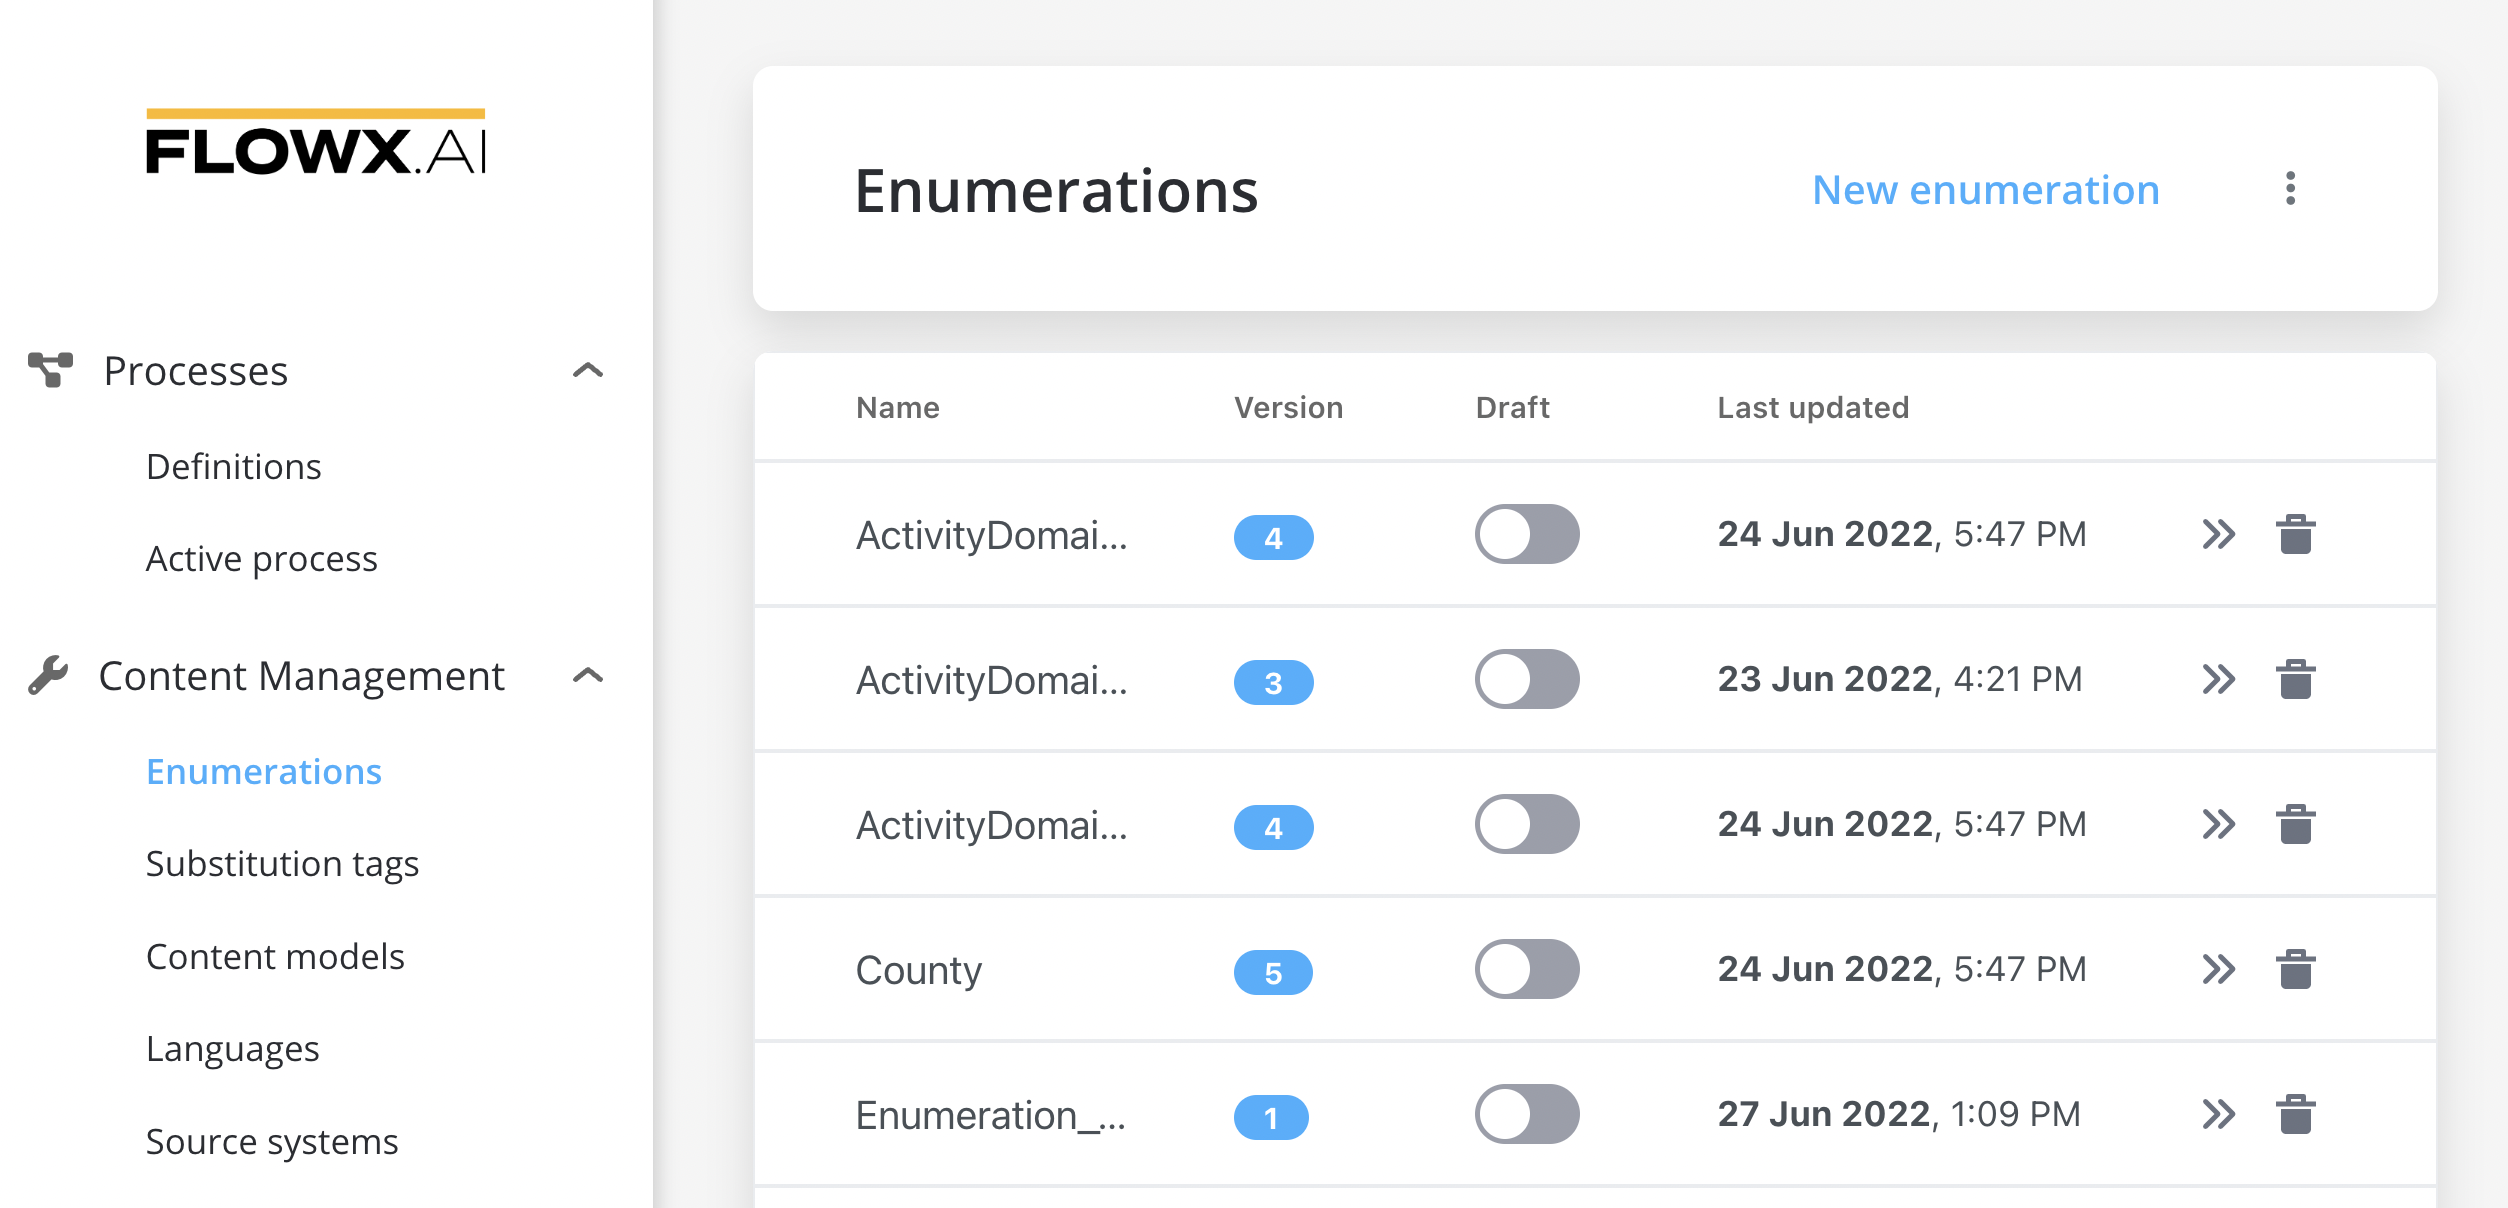 FLOWX.AI
Processes
Definitions
Active process
Content Management
Enumerations
Substitution tags
Content models
Languages
Source systems
Enumerations
New enumeration
Name Version Draft Last updated
ActivityDomai... 4 24 Jun 2022, 5:47 PM
ActivityDomai... 3 23 Jun 2022, 4:21 PM
ActivityDomai... 4 24 Jun 2022, 5:47 PM
County 5 24 Jun 2022, 5:47 PM
Enumeration_... 1 27 Jun 2022, 1:09 PM